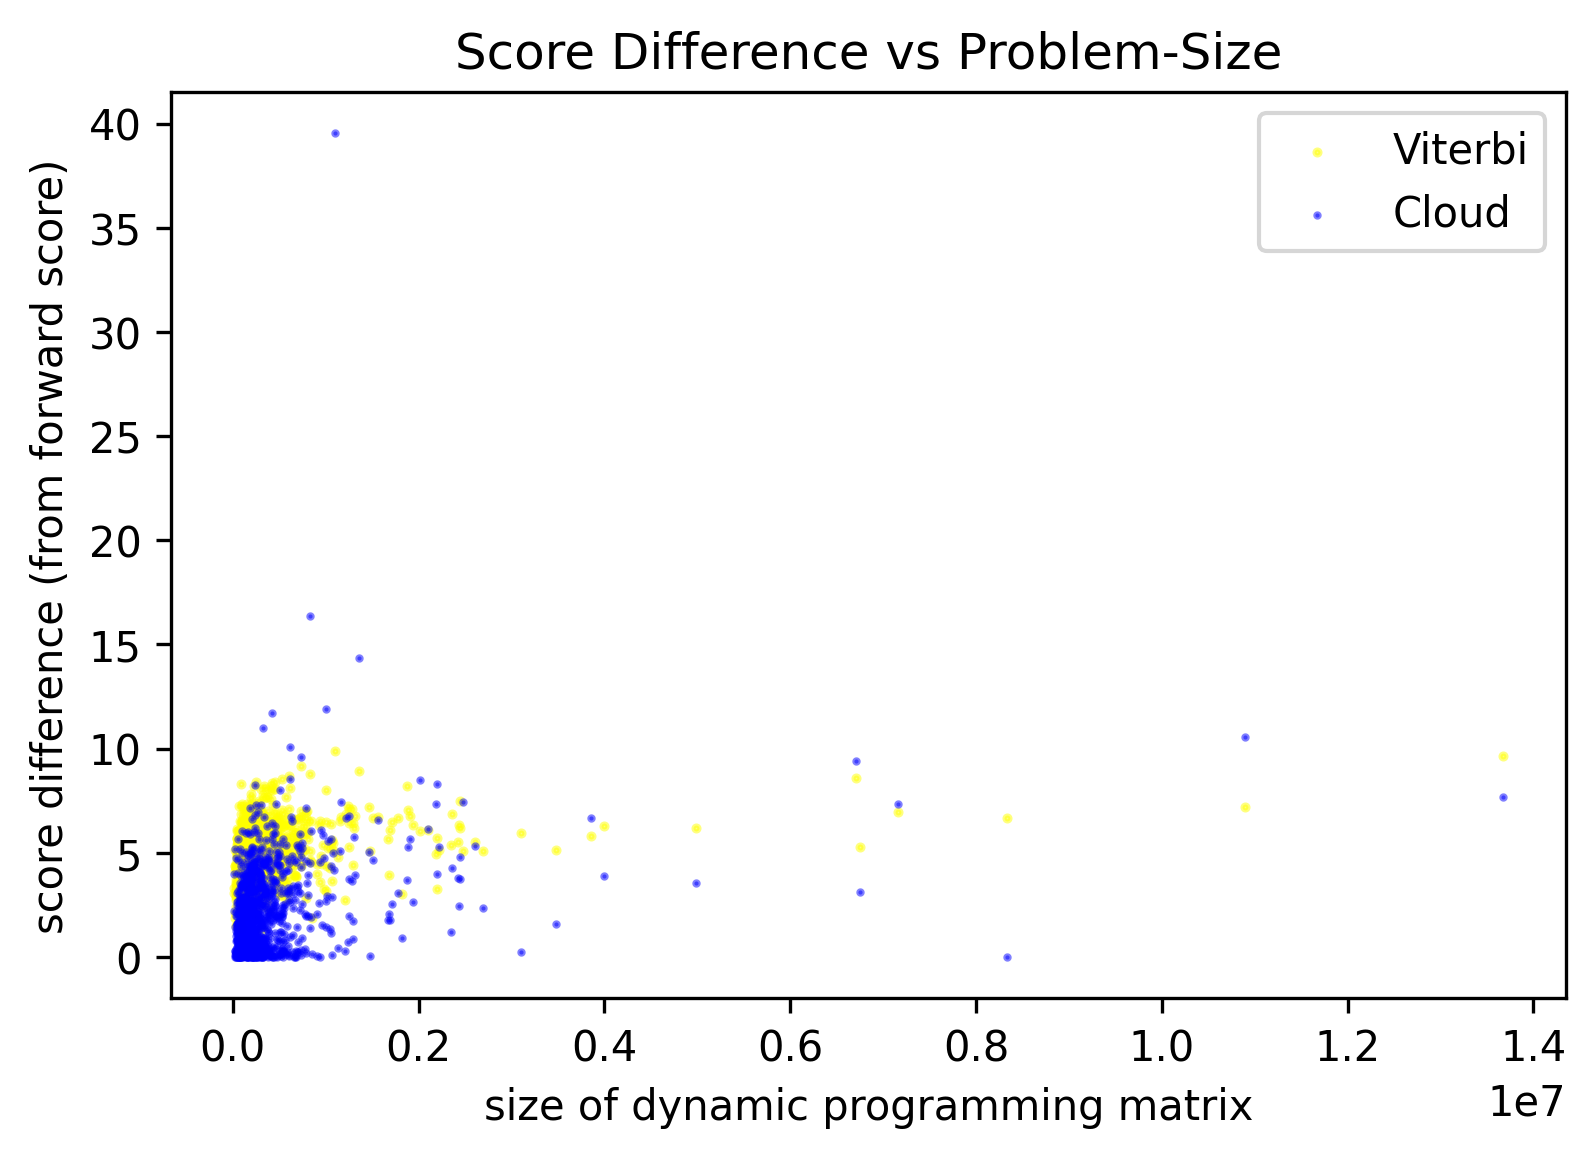 Score Difference vs Problem-Size
score difference (from forward score)
40
35
30
25
20
15
10
5
0
Viterbi
Cloud
0.0 0.2 0.4 0.6 0.8 1.0 1.2 1.4
1e7
size of dynamic programming matrix